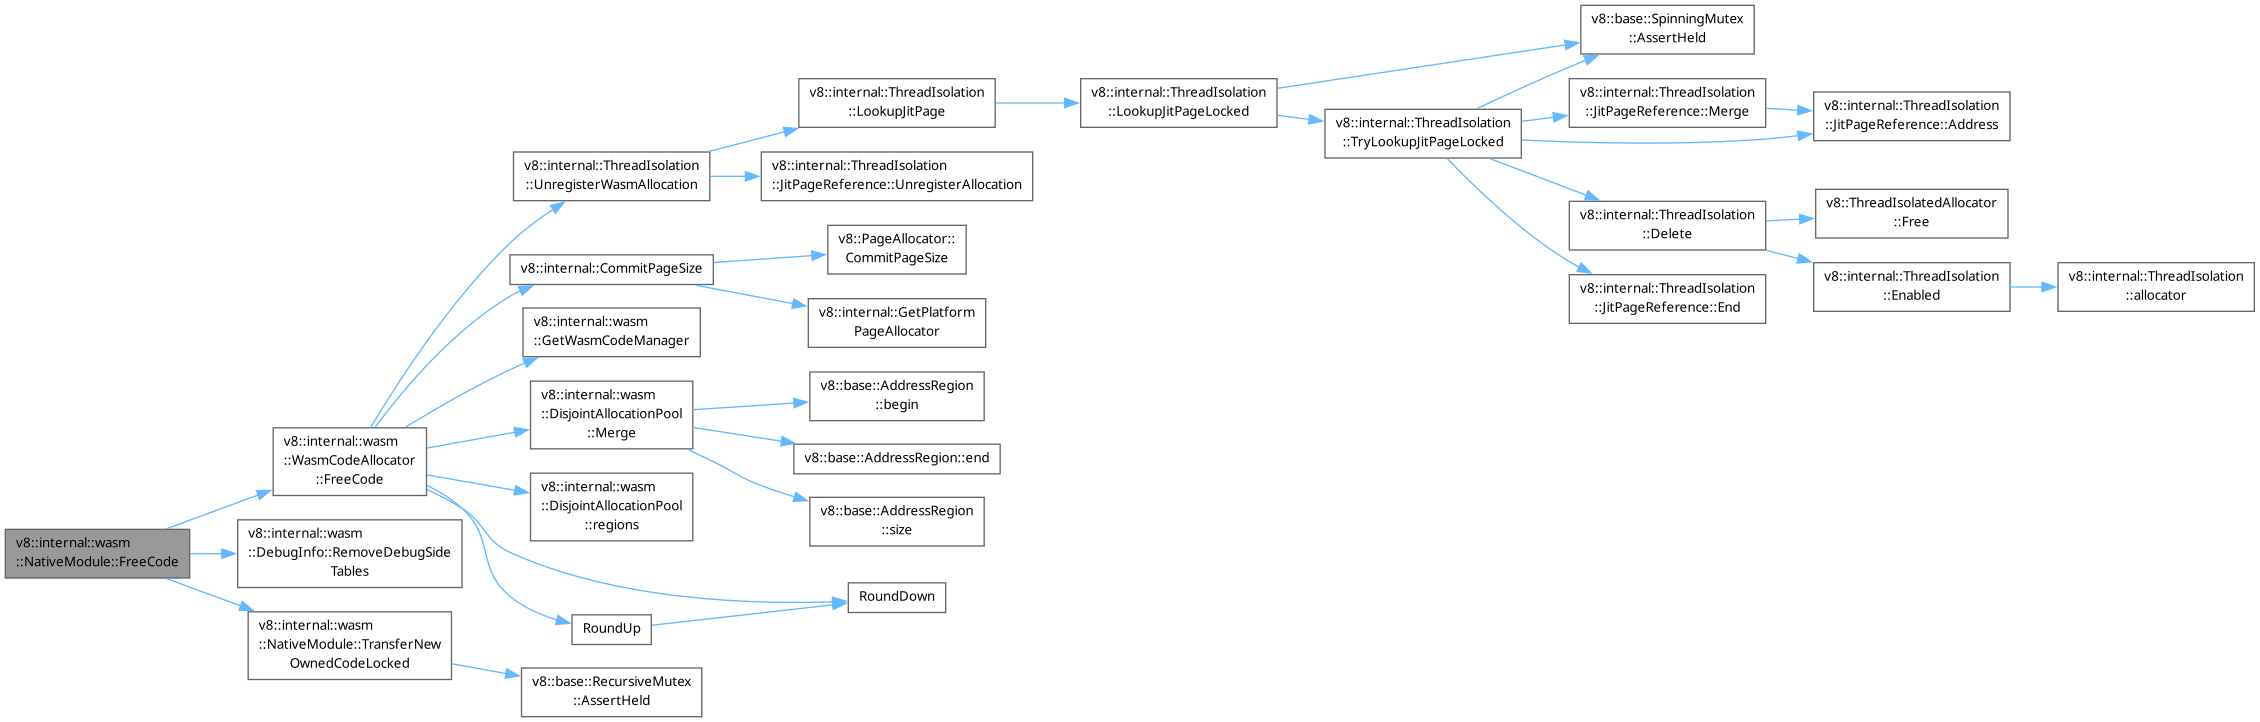 v8::internal::wasm
::NativeModule::FreeCode
v8::internal::wasm
::WasmCodeAllocator
::FreeCode
v8::internal::ThreadIsolation
::UnregisterWasmAllocation
v8::internal::ThreadIsolation
::LookupJitPage
v8::internal::ThreadIsolation
::LookupJitPageLocked
v8::base::SpinningMutex
::AssertHeld
v8::internal::ThreadIsolation
::TryLookupJitPageLocked
v8::internal::ThreadIsolation
::JitPageReference::Merge
v8::internal::ThreadIsolation
::JitPageReference::Address
v8::internal::ThreadIsolation
::Delete
v8::ThreadIsolatedAllocator
::Free
v8::internal::ThreadIsolation
::Enabled
v8::internal::ThreadIsolation
::allocator
v8::internal::ThreadIsolation
::JitPageReference::End
v8::internal::ThreadIsolation
::JitPageReference::UnregisterAllocation
v8::internal::CommitPageSize
v8::PageAllocator::
CommitPageSize
v8::internal::GetPlatform
PageAllocator
v8::internal::wasm
::GetWasmCodeManager
v8::internal::wasm
::DisjointAllocationPool
::Merge
v8::base::AddressRegion
::begin
v8::base::AddressRegion::end
v8::base::AddressRegion
::size
v8::internal::wasm
::DisjointAllocationPool
::regions
RoundDown
RoundUp
v8::internal::wasm
::DebugInfo::RemoveDebugSide
Tables
v8::internal::wasm
::NativeModule::TransferNew
OwnedCodeLocked
v8::base::RecursiveMutex
::AssertHeld